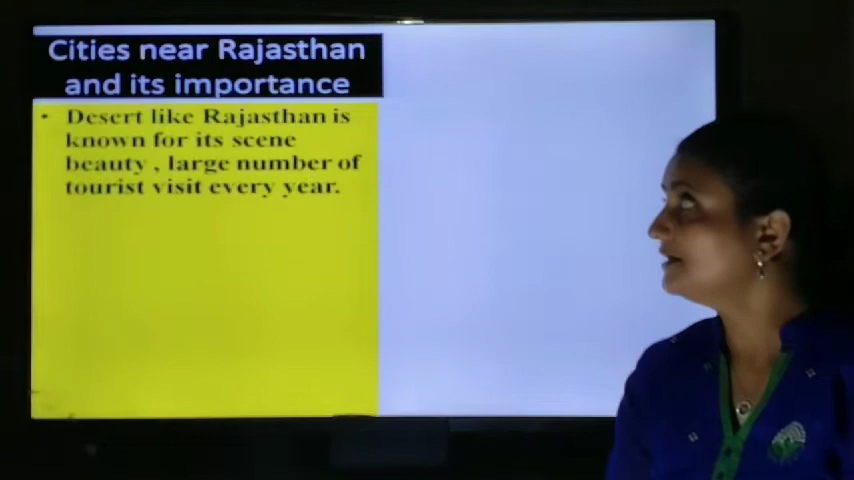 Cities near Rajasthan
and its importance
• Desert like Rajasthan is
known for its scene
beauty , large number of
tourist visit every year.